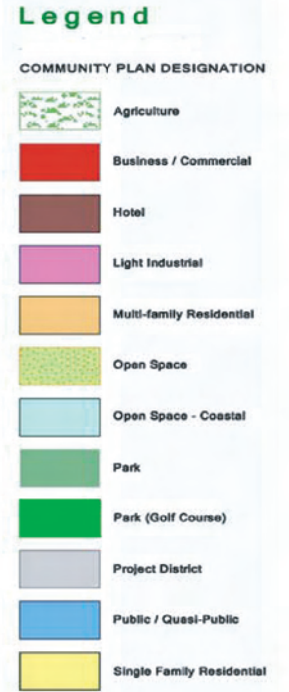 Legend
COMMUNITY PLAN DESIGNATION
Agriculture
Business / Commercial
Hotel
Light Industrial
Multi-family Residential
Open Space
Open Space - Coastal
Park
Park (Golf Course)
Project District
Public / Quasi-Public
Single Family Residential